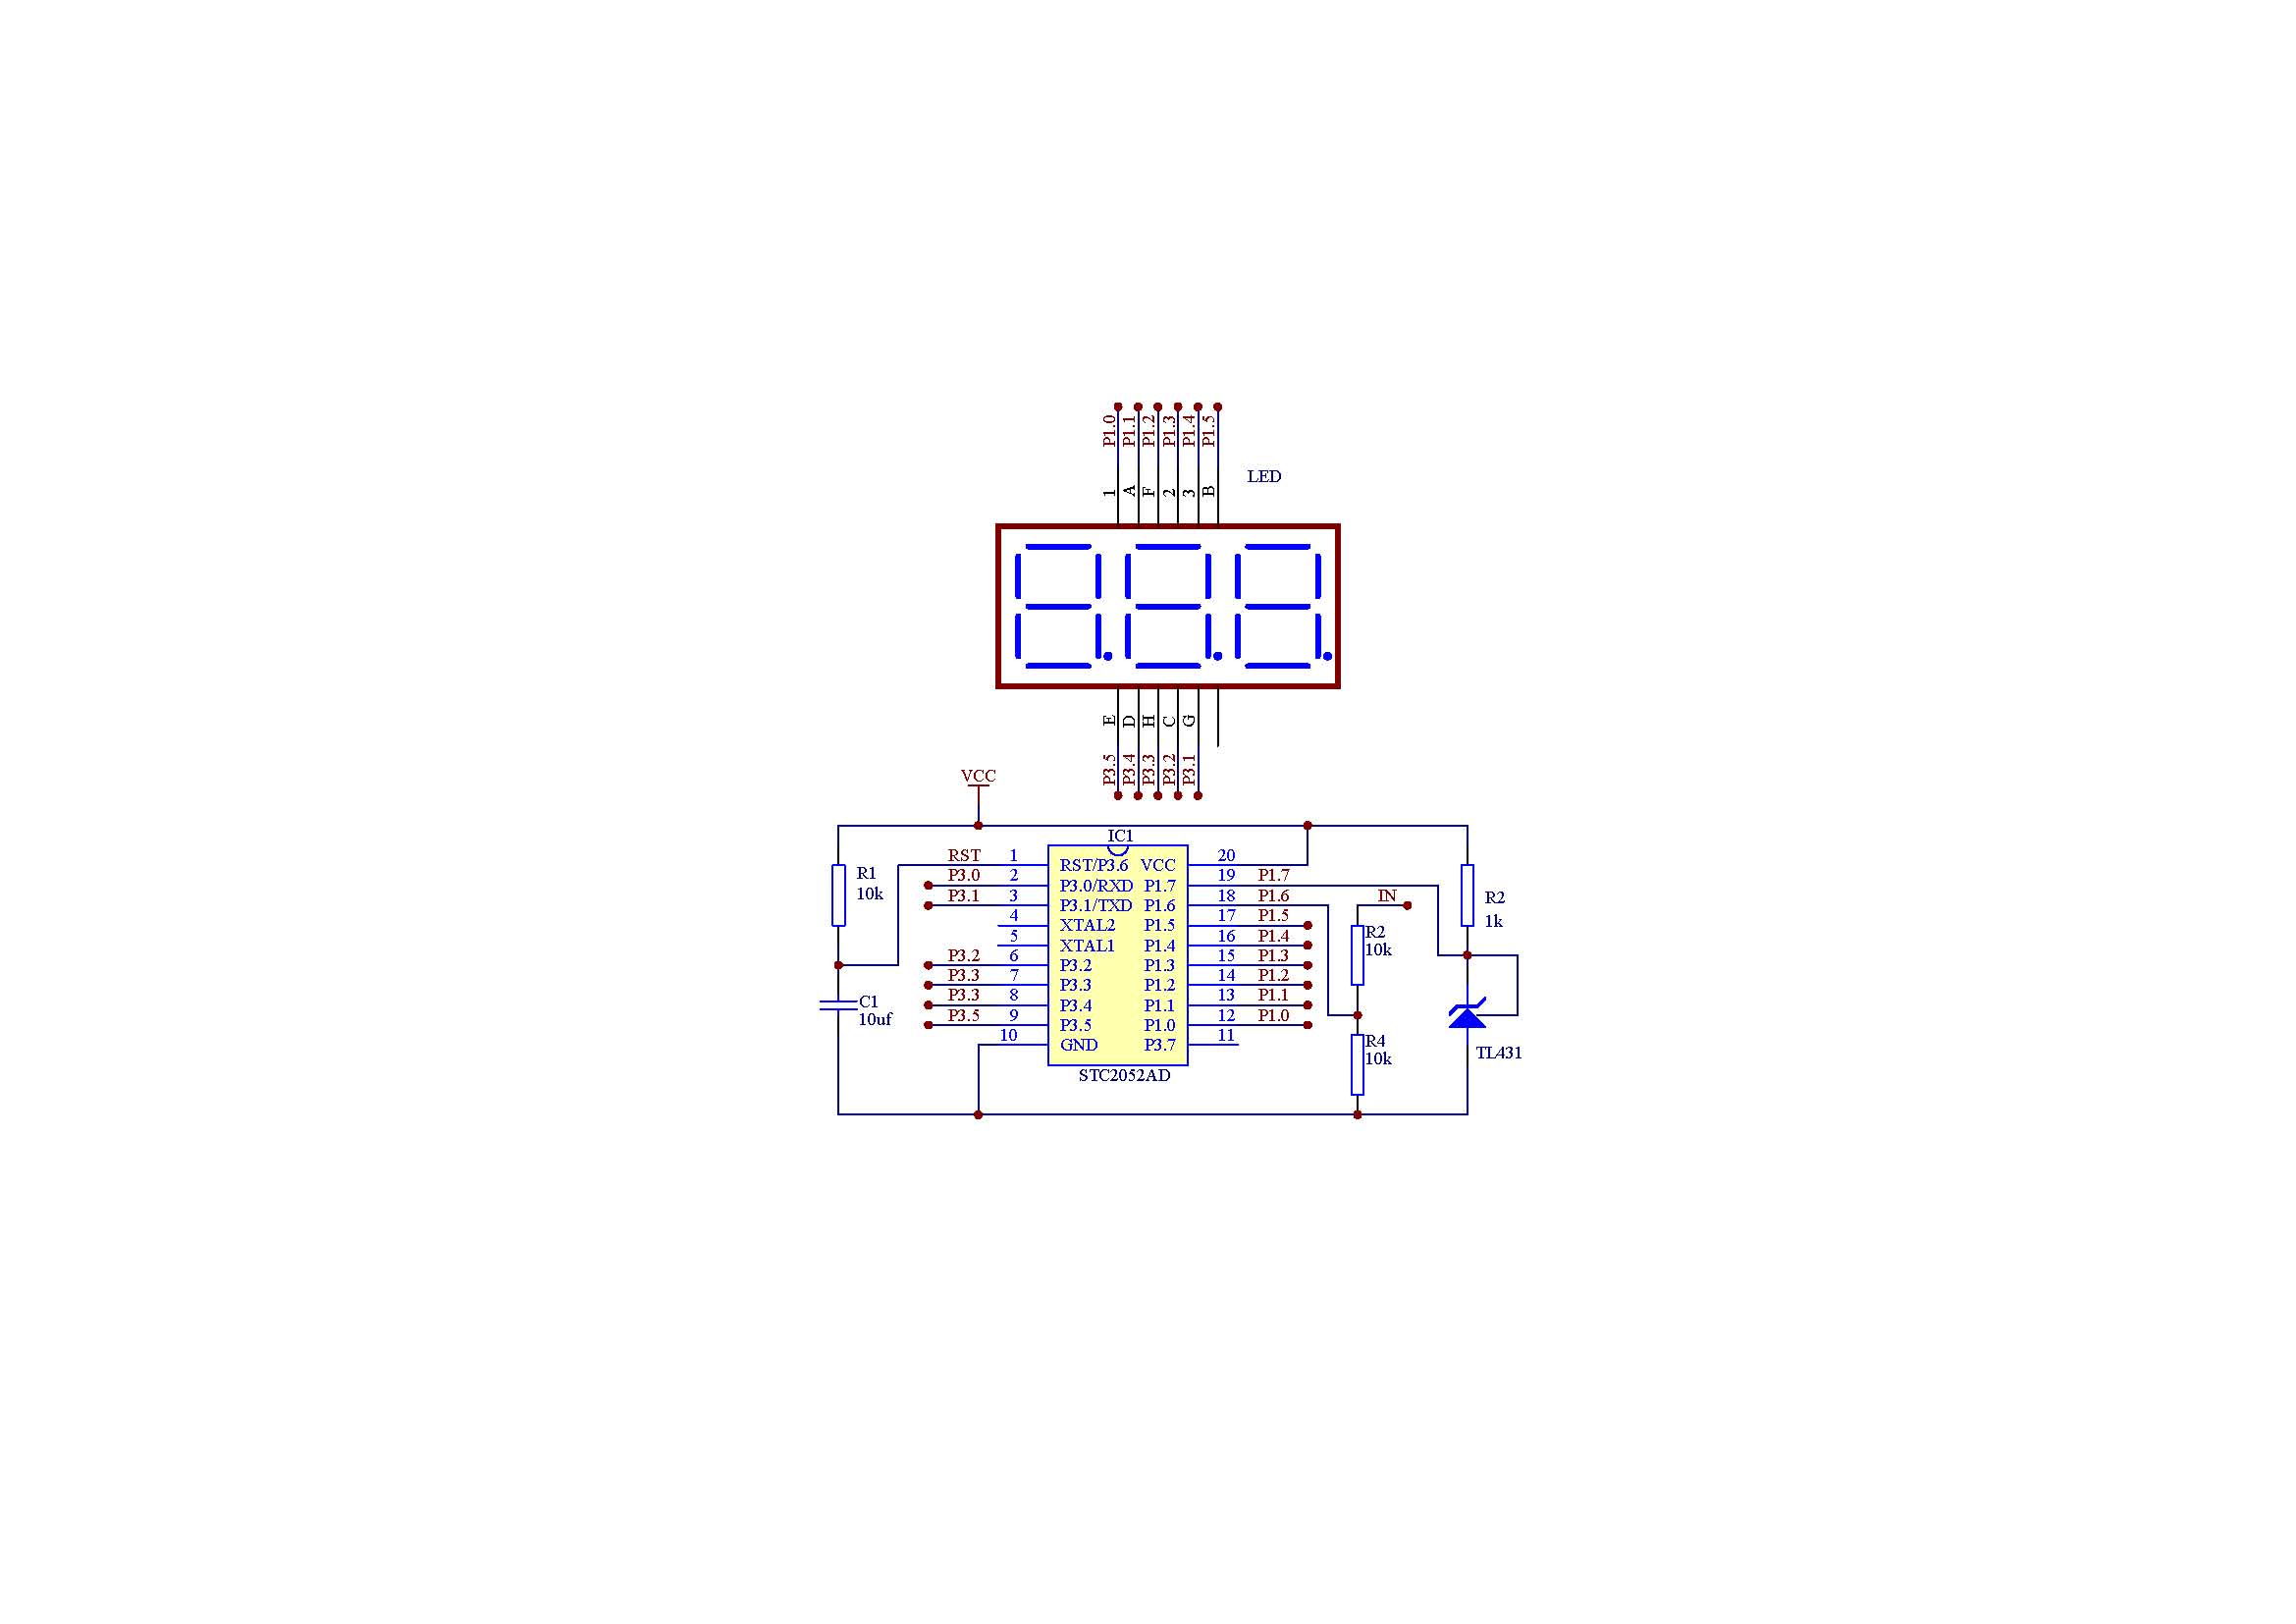 P1.0 P1.1 P1.2 P1.3 P1.4 P1.5
LED
1 A F 2 3 B
E D H C G
P3.5 P3.4 P3.3 P3.2 P3.1
VCC
IC1
RST 1 RST/P3.6 VCC 20
P3.0 2 P3.0/RXD P1.7 19 P1.7
P3.1 3 P3.1/TXD P1.6 18 P1.6
4 XTAL2 P1.5 17 P1.5
5 XTAL1 P1.4 16 P1.4
P3.2 6 P3.2 P1.3 15 P1.3
P3.3 7 P3.3 P1.2 14 P1.2
P3.3 8 P3.4 P1.1 13 P1.1
P3.5 9 P3.5 P1.0 12 P1.0
10 GND P3.7 11
STC2052AD
R1
10k
C1
10uf
IN
R2
10k
R4
10k
R2
1k
TL431